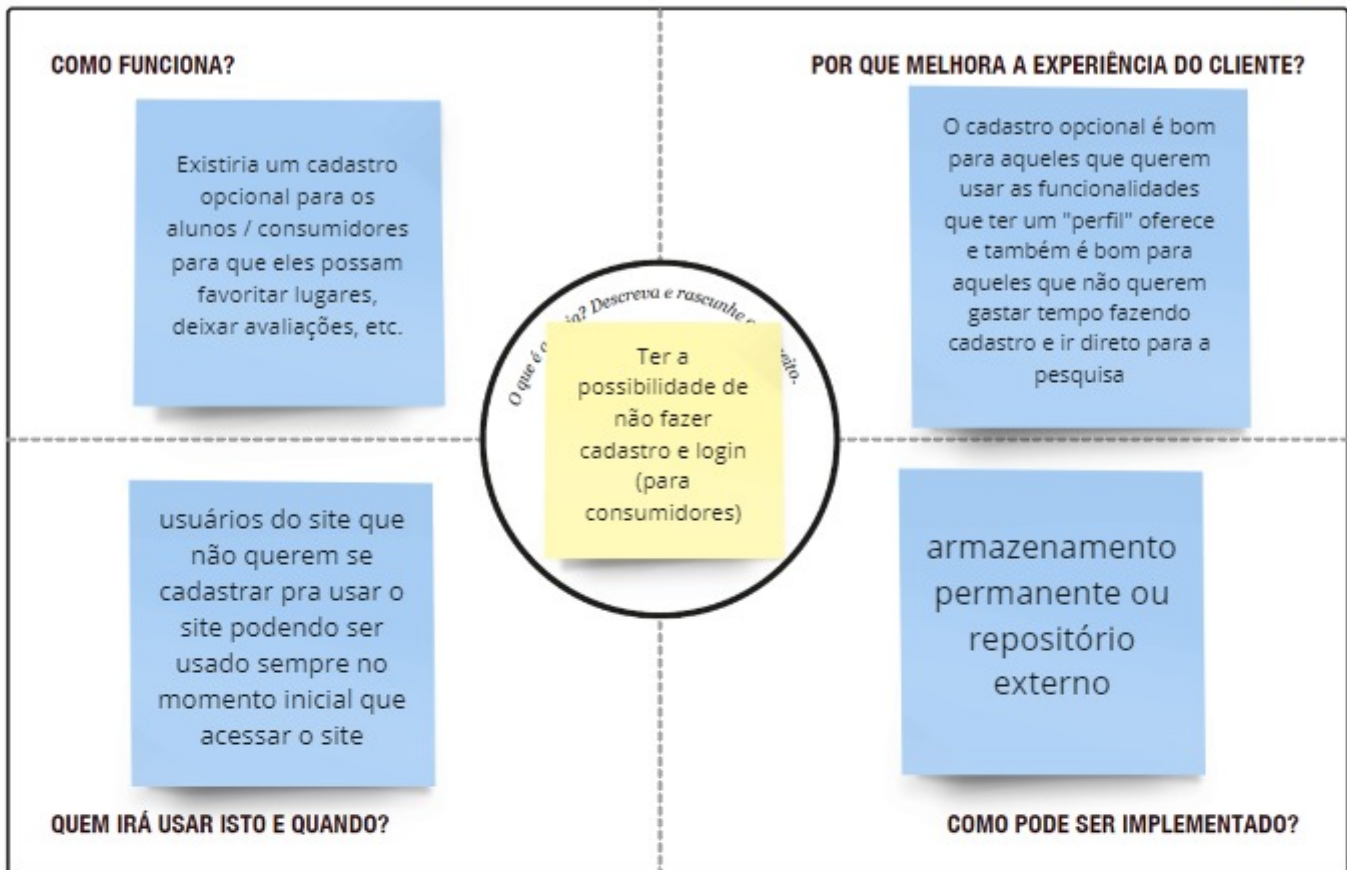 COMO FUNCIONA?
Existiria um cadastro
opcional para os
alunos / consumidores
para que eles possam
favoritar lugares,
deixar avaliações, etc.
POR QUE MELHORA A EXPERIÊNCIA DO CLIENTE?
O cadastro opcional é bom
para aqueles que querem
usar as funcionalidades
que ter um "perfil" oferece
e também é bom para
aqueles que não querem
gastar tempo fazendo
cadastro e ir direto para a
pesquisa
O que é Descreva e rascunhe
Ter a
possibilidade de
não fazer
cadastro e login
(para
consumidores)
usuários do site que
não querem se
cadastrar pra usar o
site podendo ser
usado sempre no
momento inicial que
acessar o site
QUEM IRÁ USAR ISTO E QUANDO?
armazenamento
permanente ou
repositório
externo
COMO PODE SER IMPLEMENTADO?